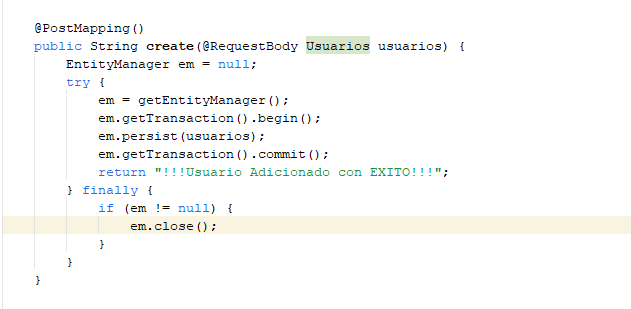 @PostMapping()
public String create(@RequestBody Usuarios usuarios) {
EntityManager em = null;
try {
em = getEntityManager();
em.getTransaction().begin();
em.persist(usuarios);
em.getTransaction().commit();
return "!!!Usuario Adicionado con EXITO!!!";
} finally {
if (em != null) {
em.close();
}
}
}